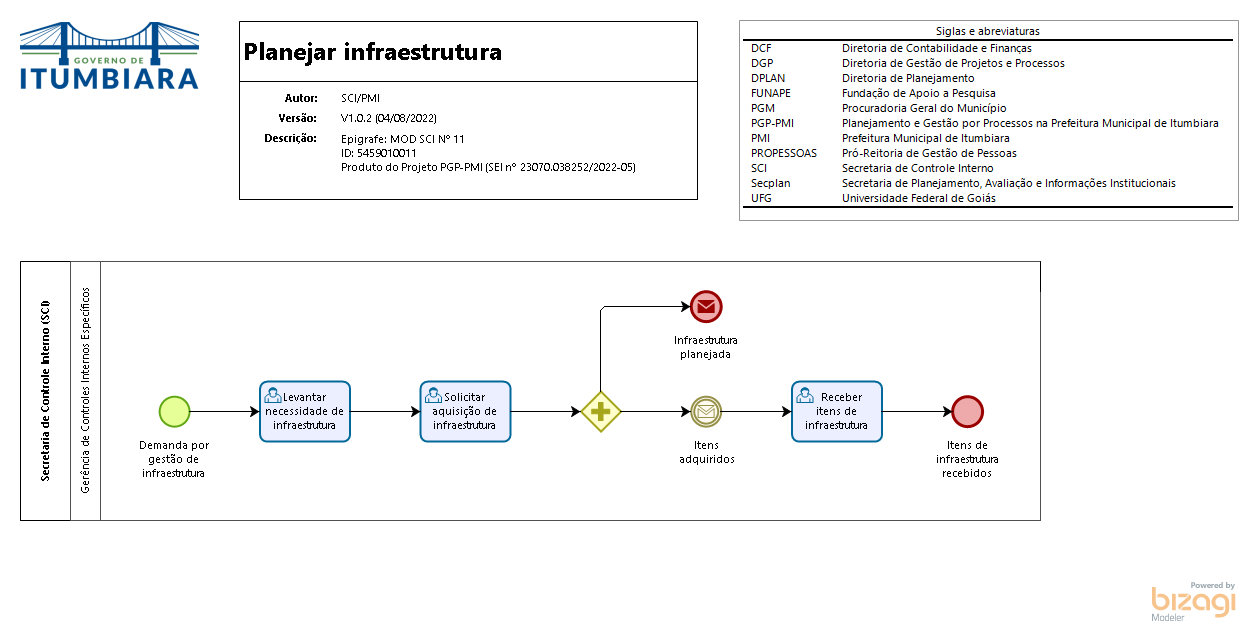 GOVERNO DE
ITUMBIARA
Planejar infraestrutura
Autor: SCI/PMI
Versão: V1.0.2 (04/08/2022)
Descrição: Epigrafe: MOD SCI Nº 11
ID: 5459010011
Produto do Projeto PGP-PMI (SEI nº 23070.038252/2022-05)
Siglas e abreviaturas
DCF Diretoria de Contabilidade e Finanças
DGP Diretoria de Gestão de Projetos e Processos
DPLAN Diretoria de Planejamento
FUNAPE Fundação de Apoio a Pesquisa
PGM Procuradoria Geral do Município
PGP-PMI Planejamento e Gestão por Processos na Prefeitura Municipal de Itumbiara
PMI Prefeitura Municipal de Itumbiara
PROPESSOAS Pró-Reitoria de Gestão de Pessoas
SCI Secretaria de Controle Interno
Secplan Secretaria de Planejamento, Avaliação e Informações Institucionais
UFG Universidade Federal de Goiás
Secretaria de Controle Interno (SCI)
Gerência de Controles Internos Específicos
Demanda por
gestão de
infraestrutura
Levantar
necessidade de
infraestrutura
Solicitar
aquisição de
infraestrutura
Infraestrutura
planejada
Itens
adquiridos
Receber
itens de
infraestrutura
Itens de
infraestrutura
recebidos
Powered by
bizagi
Modeler